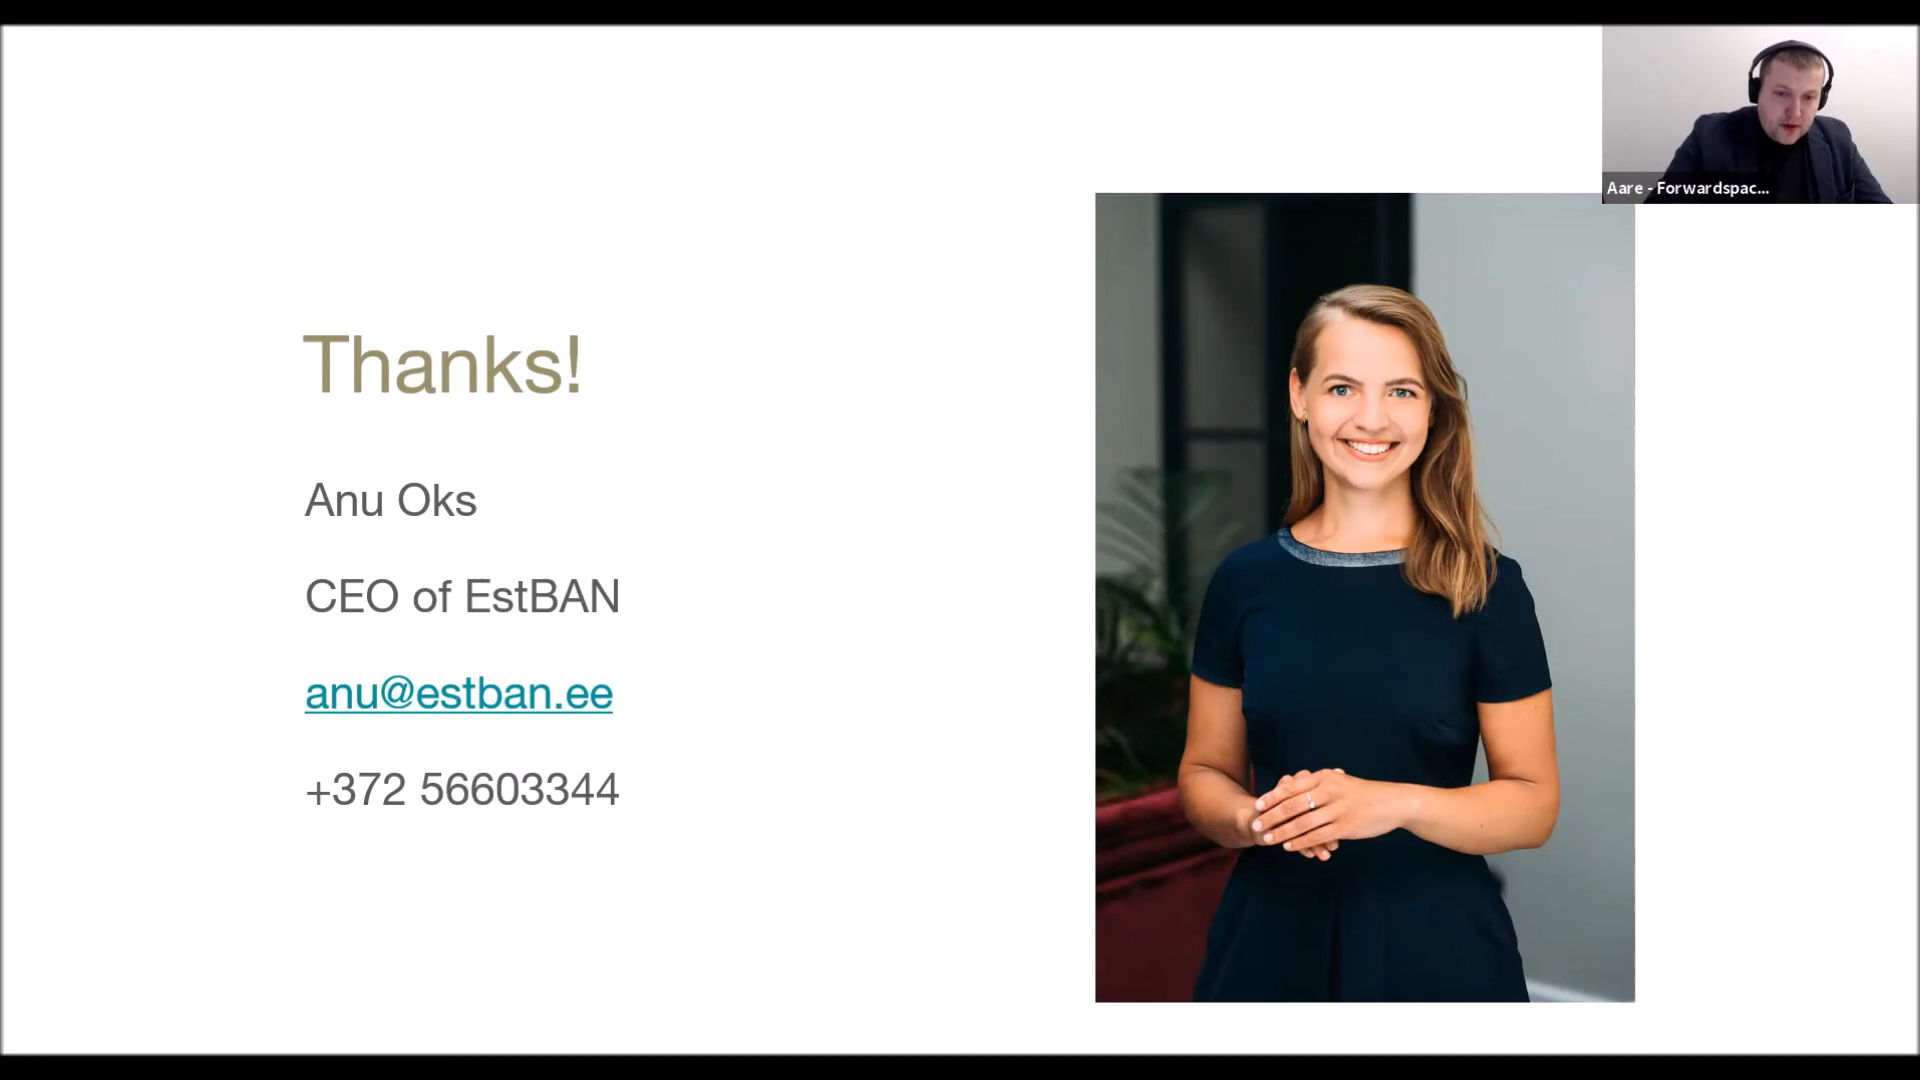 Aare - Forwardspac...
Thanks!
Anu Oks
CEO of EstBAN
anu@estban.ee
+372 56603344